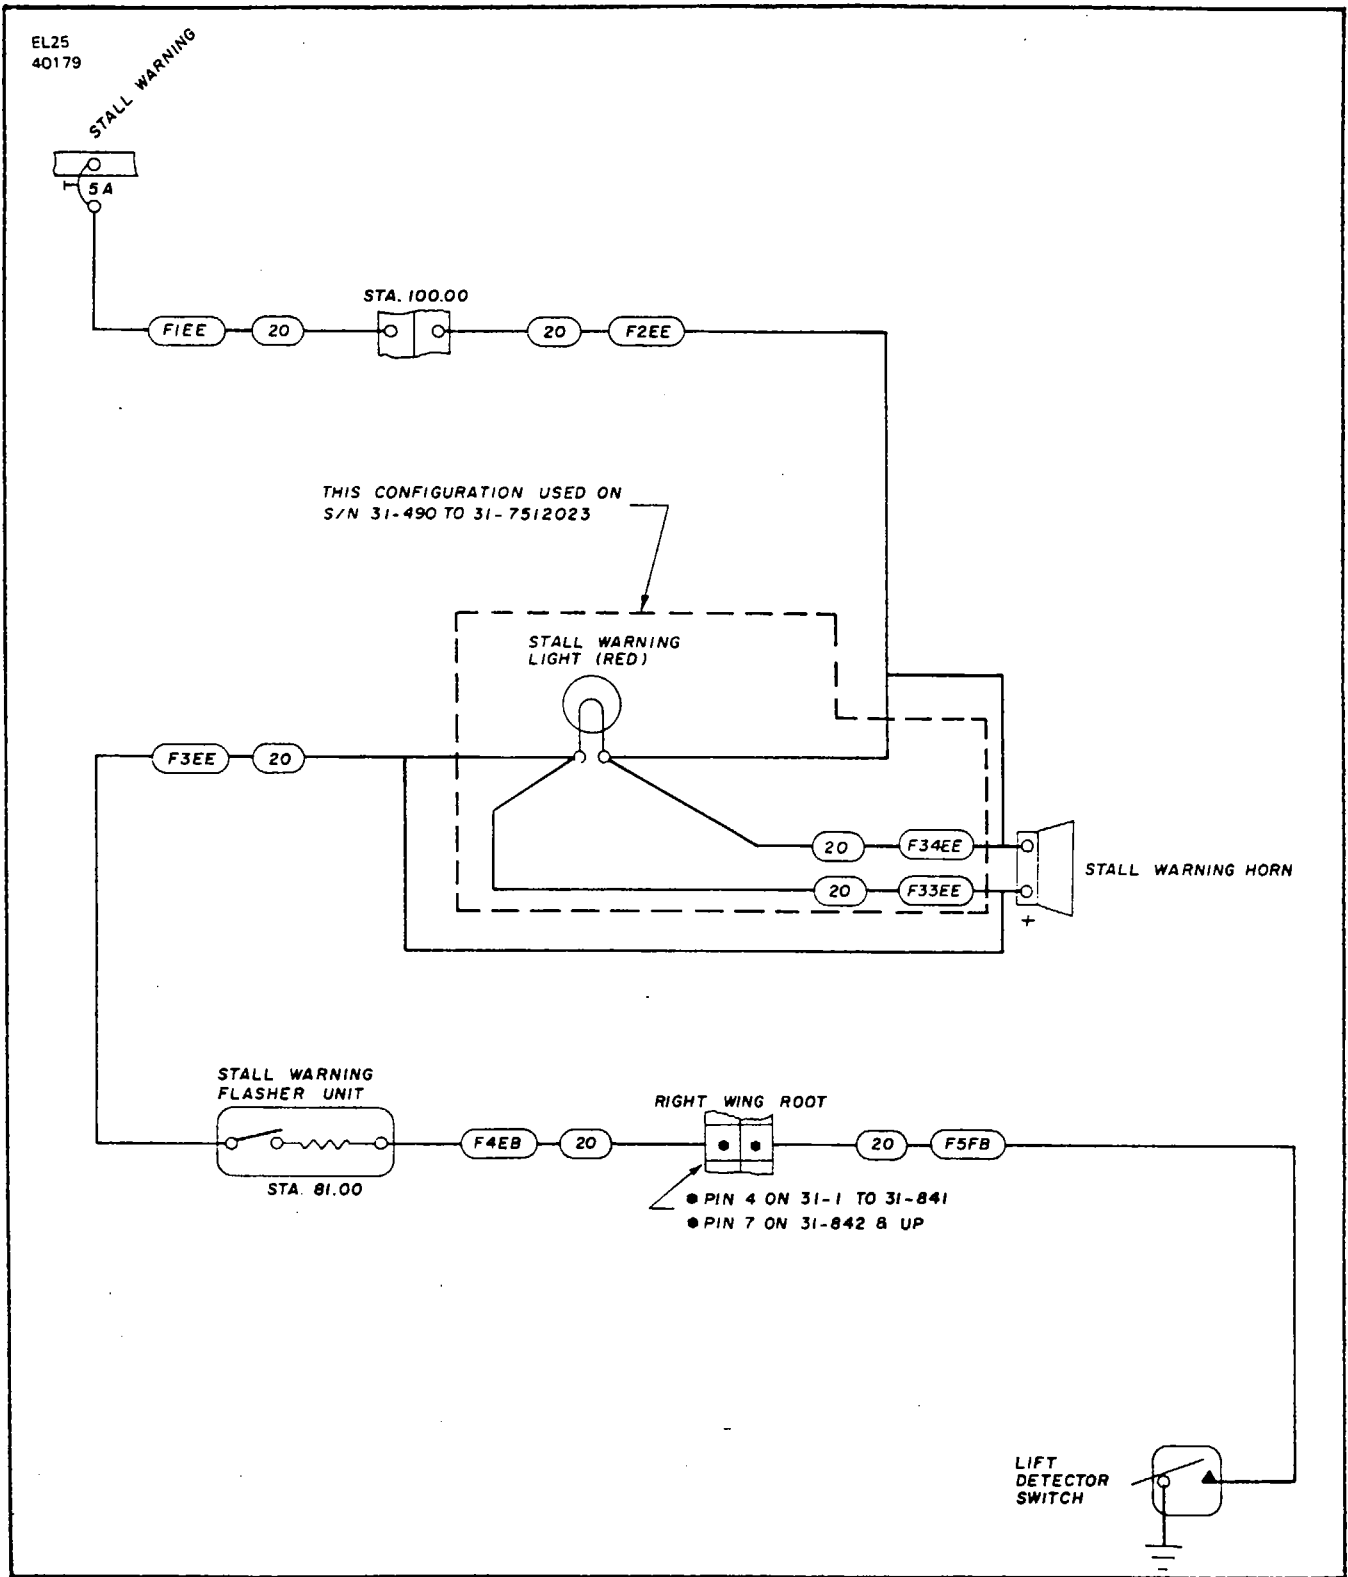 EL25
40179
STALL WARNING
5A
STA. 100.00
F1EE
20
20
F2EE
THIS CONFIGURATION USED ON
S/N 31-490 TO 31-7512023
STALL WARNING
LIGHT (RED)
F3EE
20
20
F34EE
20
F33EE
STALL WARNING HORN
+
STALL WARNING
FLASHER UNIT
RIGHT WING ROOT
F4EB
20
20
F5FB
STA. 81.00
● PIN 4 ON 31-1 TO 31-841
● PIN 7 ON 31-842 & UP
LIFT
DETECTOR
SWITCH